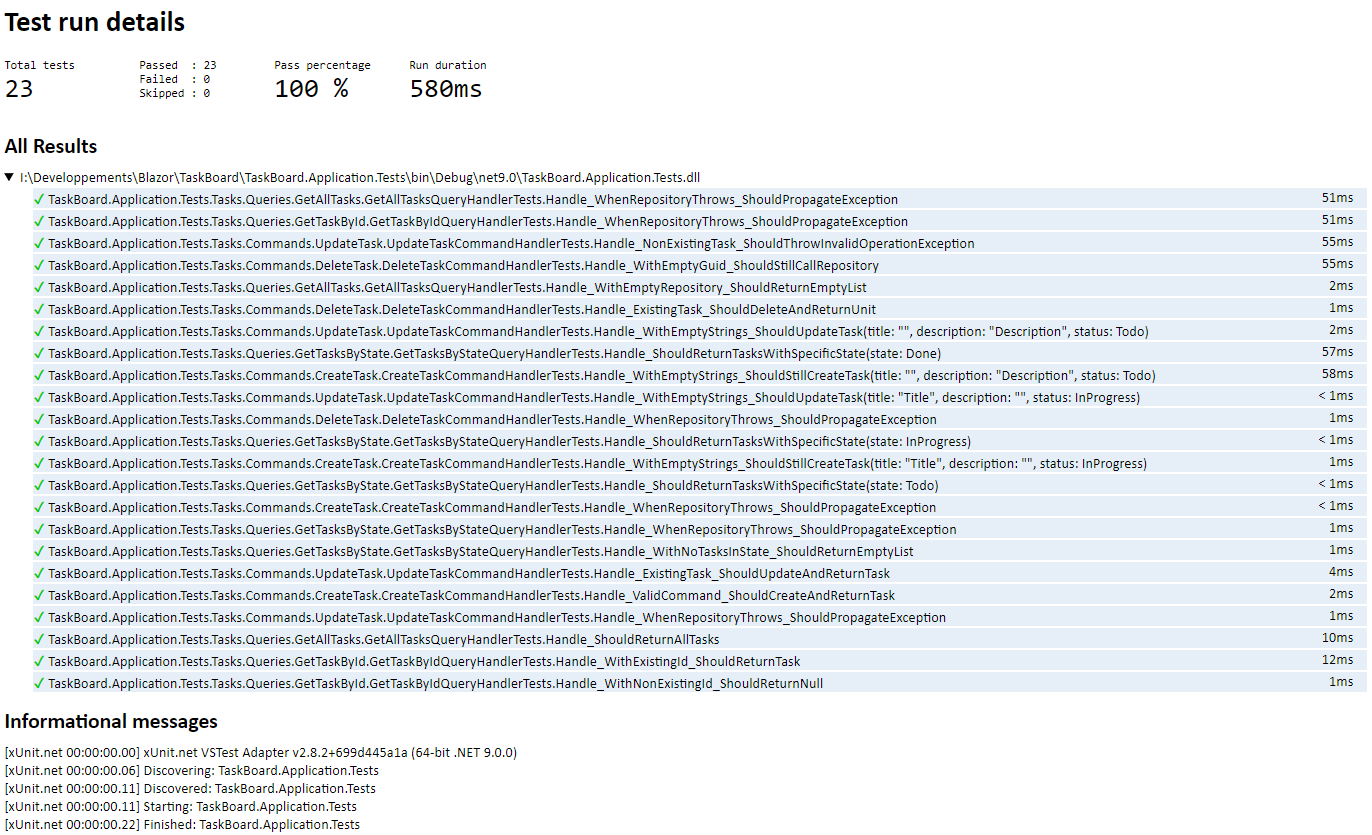 Test run details
Total tests
23
Passed : 23
Failed : 0
Skipped : 0
Pass percentage
100 %
Run duration
580ms
All Results
▼ I:\Developpements\Blazor\TaskBoard\TaskBoard.Application.Tests\bin\Debug\net9.0\TaskBoard.Application.Tests.dll
✓ TaskBoard.Application.Tests.Tasks.Queries.GetAllTasks.GetAllTasksQueryHandlerTests.Handle_WhenRepositoryThrows_ShouldPropagateException 51ms
✓ TaskBoard.Application.Tests.Tasks.Queries.GetTaskById.GetTaskByIdQueryHandlerTests.Handle_WhenRepositoryThrows_ShouldPropagateException 51ms
✓ TaskBoard.Application.Tests.Tasks.Commands.UpdateTask.UpdateTaskCommandHandlerTests.Handle_NonExistingTask_ShouldThrowInvalidOperationException 55ms
✓ TaskBoard.Application.Tests.Tasks.Commands.DeleteTask.DeleteTaskCommandHandlerTests.Handle_WithEmptyGuid_ShouldStillCallRepository 55ms
✓ TaskBoard.Application.Tests.Tasks.Queries.GetAllTasks.GetAllTasksQueryHandlerTests.Handle_WithEmptyRepository_ShouldReturnEmptyList 2ms
✓ TaskBoard.Application.Tests.Tasks.Commands.DeleteTask.DeleteTaskCommandHandlerTests.Handle_ExistingTask_ShouldDeleteAndReturnUnit 1ms
✓ TaskBoard.Application.Tests.Tasks.Commands.UpdateTask.UpdateTaskCommandHandlerTests.Handle_WithEmptyStrings_ShouldUpdateTask(title: "", description: "Description", status: Todo) 2ms
✓ TaskBoard.Application.Tests.Tasks.Queries.GetTasksByState.GetTasksByStateQueryHandlerTests.Handle_ShouldReturnTasksWithSpecificState(state: Done) 57ms
✓ TaskBoard.Application.Tests.Tasks.Commands.CreateTask.CreateTaskCommandHandlerTests.Handle_WithEmptyStrings_ShouldStillCreateTask(title: "", description: "Description", status: Todo) 58ms
✓ TaskBoard.Application.Tests.Tasks.Commands.UpdateTask.UpdateTaskCommandHandlerTests.Handle_WithEmptyStrings_ShouldUpdateTask(title: "Title", description: "", status: InProgress) < 1ms
✓ TaskBoard.Application.Tests.Tasks.Commands.DeleteTask.DeleteTaskCommandHandlerTests.Handle_WhenRepositoryThrows_ShouldPropagateException 1ms
✓ TaskBoard.Application.Tests.Tasks.Queries.GetTasksByState.GetTasksByStateQueryHandlerTests.Handle_ShouldReturnTasksWithSpecificState(state: InProgress) < 1ms
✓ TaskBoard.Application.Tests.Tasks.Commands.CreateTask.CreateTaskCommandHandlerTests.Handle_WithEmptyStrings_ShouldStillCreateTask(title: "Title", description: "", status: InProgress) 1ms
✓ TaskBoard.Application.Tests.Tasks.Queries.GetTasksByState.GetTasksByStateQueryHandlerTests.Handle_ShouldReturnTasksWithSpecificState(state: Todo) < 1ms
✓ TaskBoard.Application.Tests.Tasks.Commands.CreateTask.CreateTaskCommandHandlerTests.Handle_WhenRepositoryThrows_ShouldPropagateException < 1ms
✓ TaskBoard.Application.Tests.Tasks.Queries.GetTasksByState.GetTasksByStateQueryHandlerTests.Handle_WhenRepositoryThrows_ShouldPropagateException 1ms
✓ TaskBoard.Application.Tests.Tasks.Queries.GetTasksByState.GetTasksByStateQueryHandlerTests.Handle_WithNoTasksInState_ShouldReturnEmptyList 1ms
✓ TaskBoard.Application.Tests.Tasks.Commands.UpdateTask.UpdateTaskCommandHandlerTests.Handle_ExistingTask_ShouldUpdateAndReturnTask 4ms
✓ TaskBoard.Application.Tests.Tasks.Commands.CreateTask.CreateTaskCommandHandlerTests.Handle_ValidCommand_ShouldCreateAndReturnTask 2ms
✓ TaskBoard.Application.Tests.Tasks.Commands.UpdateTask.UpdateTaskCommandHandlerTests.Handle_WhenRepositoryThrows_ShouldPropagateException 1ms
✓ TaskBoard.Application.Tests.Tasks.Queries.GetAllTasks.GetAllTasksQueryHandlerTests.Handle_ShouldReturnAllTasks 10ms
✓ TaskBoard.Application.Tests.Tasks.Queries.GetTaskById.GetTaskByIdQueryHandlerTests.Handle_WithExistingId_ShouldReturnTask 12ms
✓ TaskBoard.Application.Tests.Tasks.Queries.GetTaskById.GetTaskByIdQueryHandlerTests.Handle_WithNonExistingId_ShouldReturnNull 1ms
Informational messages
[xUnit.net 00:00:00.00] xUnit.net VSTest Adapter v2.8.2+699d445a1a (64-bit .NET 9.0.0)
[xUnit.net 00:00:00.06] Discovering: TaskBoard.Application.Tests
[xUnit.net 00:00:00.11] Discovered: TaskBoard.Application.Tests
[xUnit.net 00:00:00.11] Starting: TaskBoard.Application.Tests
[xUnit.net 00:00:00.22] Finished: TaskBoard.Application.Tests